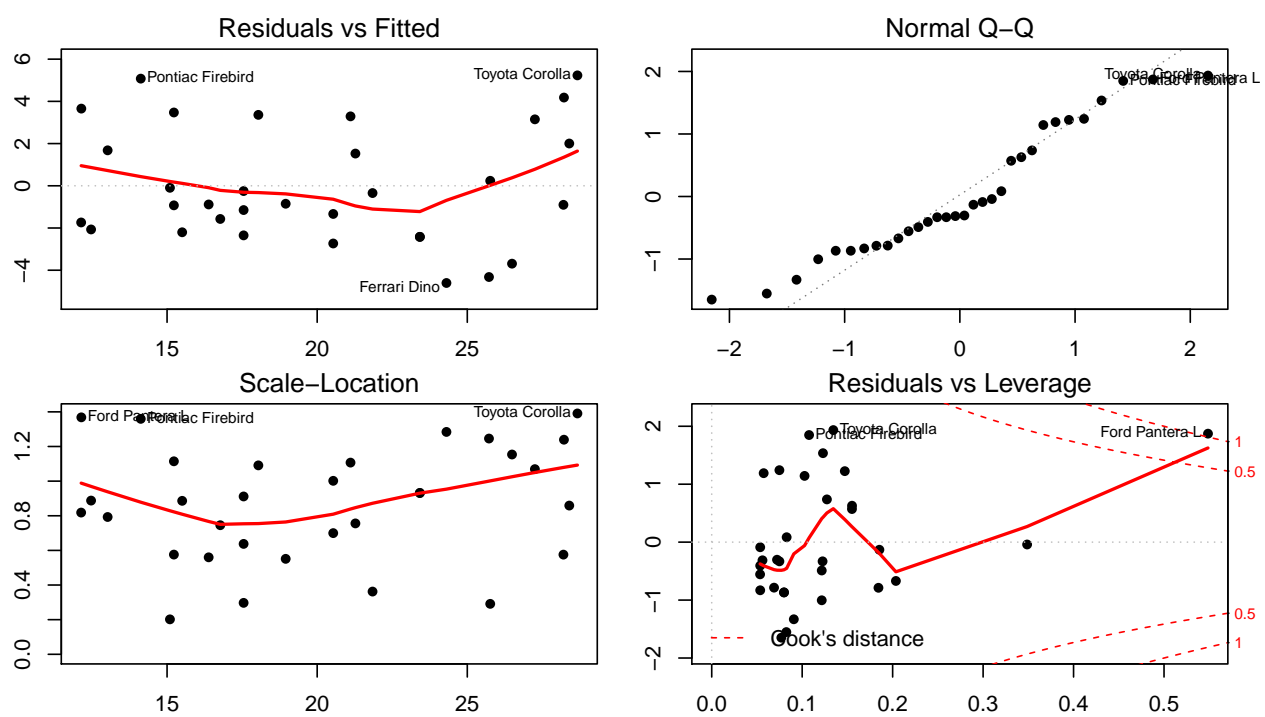 Residuals vs Fitted
6
4
2
0
−4
Pontiac Firebird
Toyota Corolla
Ferrari Dino
15
20
25
Normal Q−Q
2
1
0
−1
Toyota Corolla
Ford Pantera L
Pontiac Firebird
−2
−1
0
1
2
Scale−Location
1.2
0.8
0.4
0.0
Ford Pantera L
Pontiac Firebird
Toyota Corolla
15
20
25
Residuals vs Leverage
2
1
0
−1
−2
Toyota Corolla
Pontiac Firebird
Ford Pantera L
1
0.5
0.5
1
Cook's distance
0.0
0.1
0.2
0.3
0.4
0.5